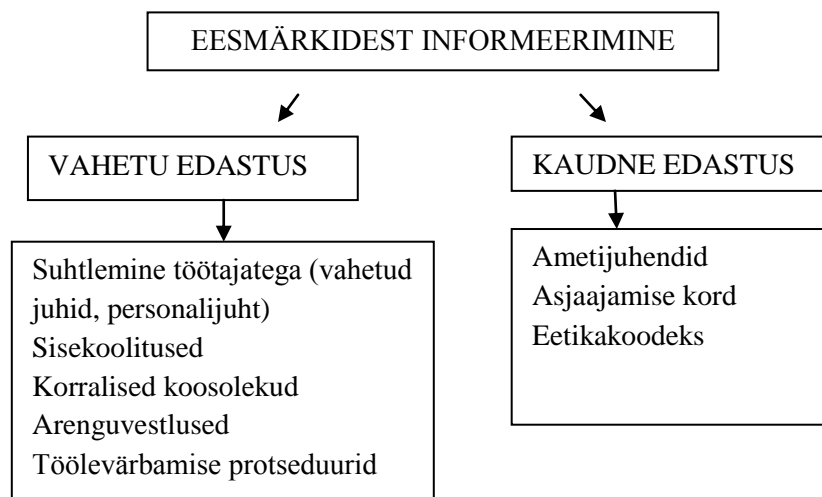 EESMÄRKIDEST INFORMEERIMINE
VAHETU EDASTUS
Suhtlemine töötajatega (vahetud
juhid, personalijuht)
Sisekoolitused
Korralised koosolekud
Arenguvestlused
Töölevärbamise protseduurid
KAUDNE EDASTUS
Ametijuhendid
Asjaajamise kord
Eetikakoodeks